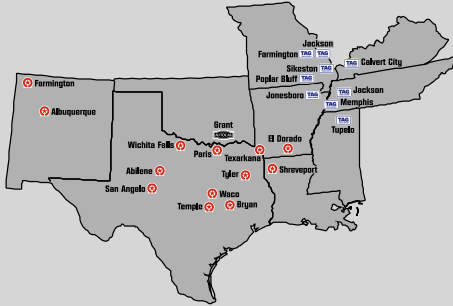 Jackson
Farmington TAG TAG
TAG Calvert City
Sikeston TAG
Poplar Bluff TAG
Farmington
Jonesboro TAG
TAG Jackson
TAG Memphis
Albuquerque
TAG
Tupelo
Grant
Wichita Falls
Paris
El Dorado
Texarkana
Abilene
Tyler
Shreveport
San Angelo
Waco
Temple
Bryan